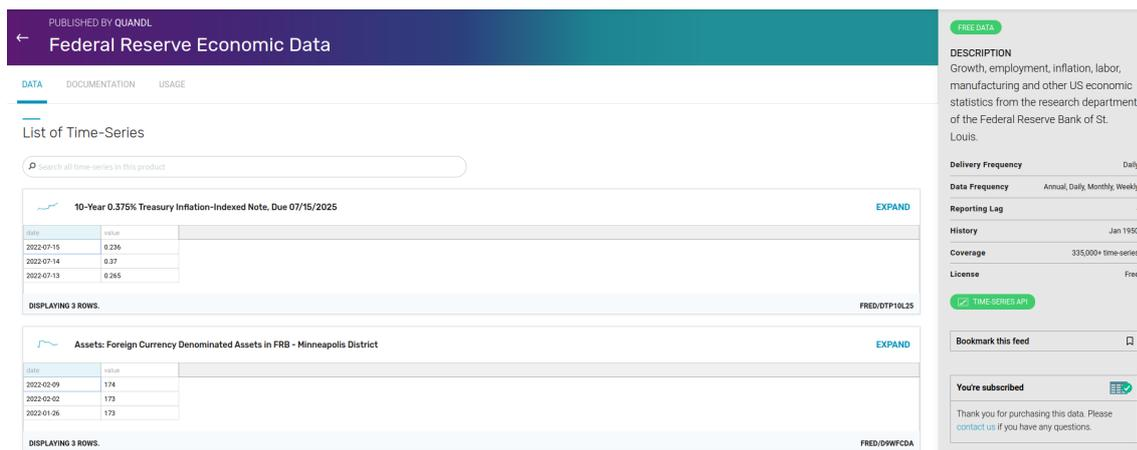 PUBLISHED BY QUANDL
Federal Reserve Economic Data
DATA DOCUMENTATION USAGE
List of Time-Series
Search all time-series in this product
10-Year 0.375% Treasury Inflation-Indexed Note, Due 07/15/2025 EXPAND
date value
2022-07-15 0.236
2022-07-14 0.37
2022-07-13 0.265
DISPLAYING 3 ROWS. FRED/DTP10L25
Assets: Foreign Currency Denominated Assets in FRB - Minneapolis District EXPAND
date value
2022-02-09 174
2022-02-02 173
2022-01-26 173
DISPLAYING 3 ROWS. FRED/D9WFCDA
FREE DATA
DESCRIPTION
Growth, employment, inflation, labor,
manufacturing and other US economic
statistics from the research department
of the Federal Reserve Bank of St.
Louis.
Delivery Frequency Daily
Data Frequency Annual, Daily, Monthly, Weekly
Reporting Lag
History Jan 1950
Coverage 335,000+ time-series
License Free
TIME-SERIES API
Bookmark this feed
You're subscribed
Thank you for purchasing this data. Please
contact us if you have any questions.